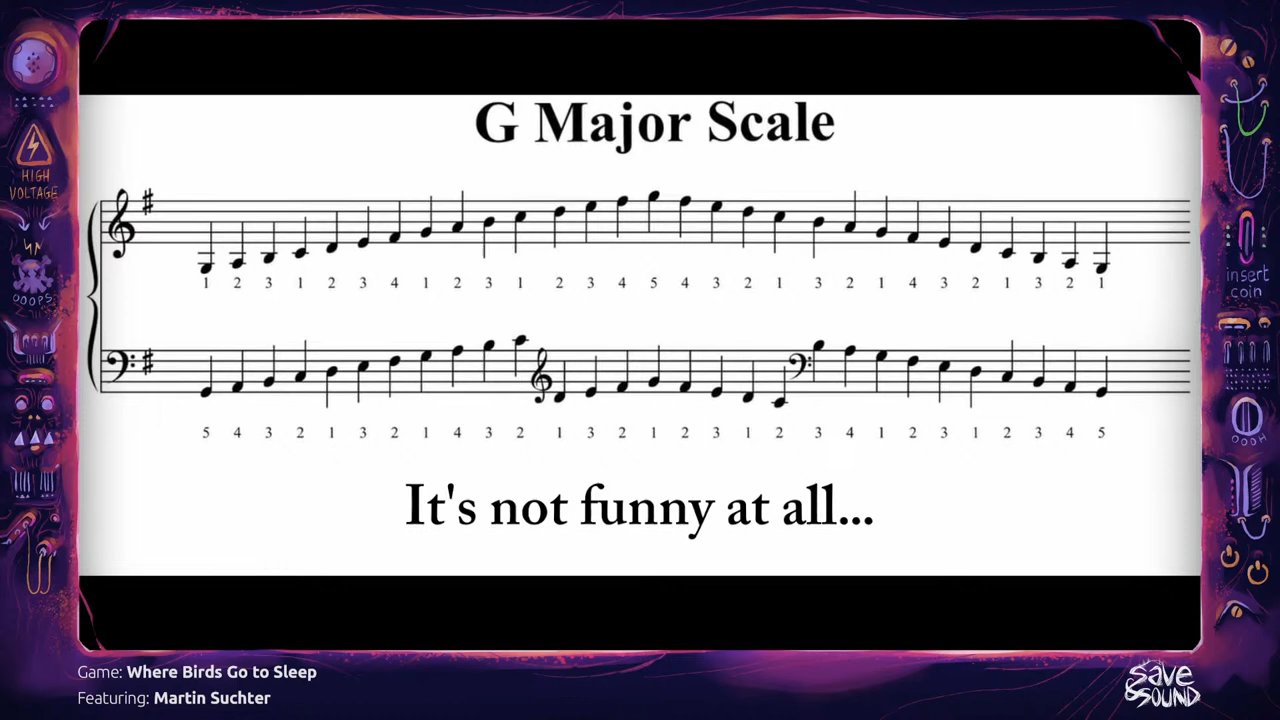 G Major Scale
1 2 3 1 2 3 4 1 2 3 1 2 3 4 5 4 3 2 1 3 2 1 4 3 2 1 3 2 1
5 4 3 2 1 3 2 1 4 3 2 1 3 2 1 2 3 1 2 3 4 1 2 3 1 2 3 4 5
It's not funny at all...
HIGH
VOLTAGE
OOOPS
insert
coin
OOOH
Game: Where Birds Go to Sleep
Featuring: Martin Suchter
Save
& SOUND